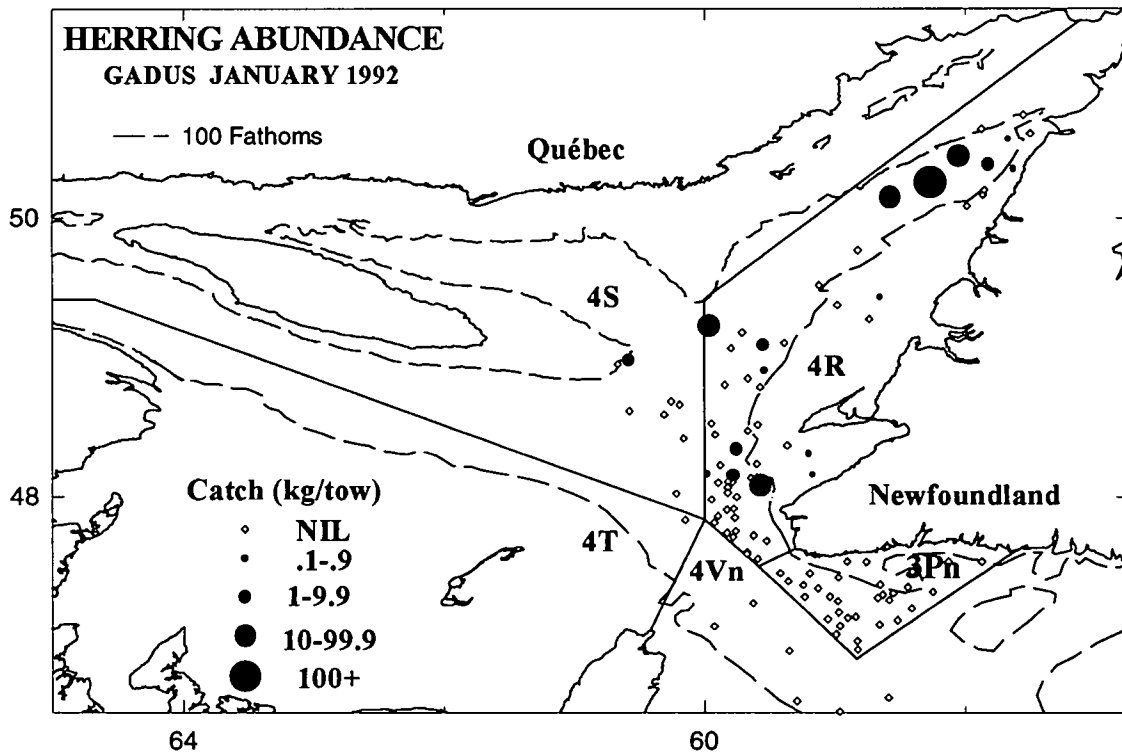 HERRING ABUNDANCE
GADUS JANUARY 1992
100 Fathoms
Québec
50
4S
4R
Catch (kg/tow)
NIL
.1-.9
1-9.9
10-99.9
100+
48
Newfoundland
4T
4Vn
3Pn
64
60